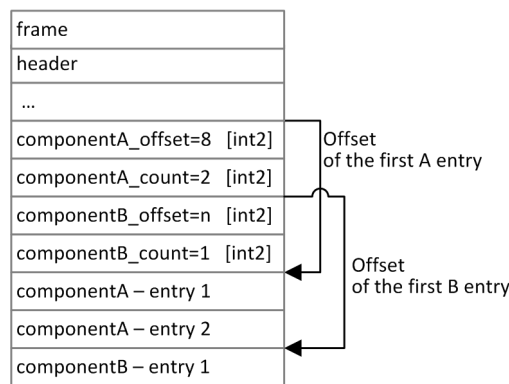 frame
header
...
componentA_offset=8 [int2]
componentA_count=2 [int2]
componentB_offset=n [int2]
componentB_count=1 [int2]
componentA – entry 1
componentA – entry 2
componentB – entry 1
Offset
of the first A entry
Offset
of the first B entry